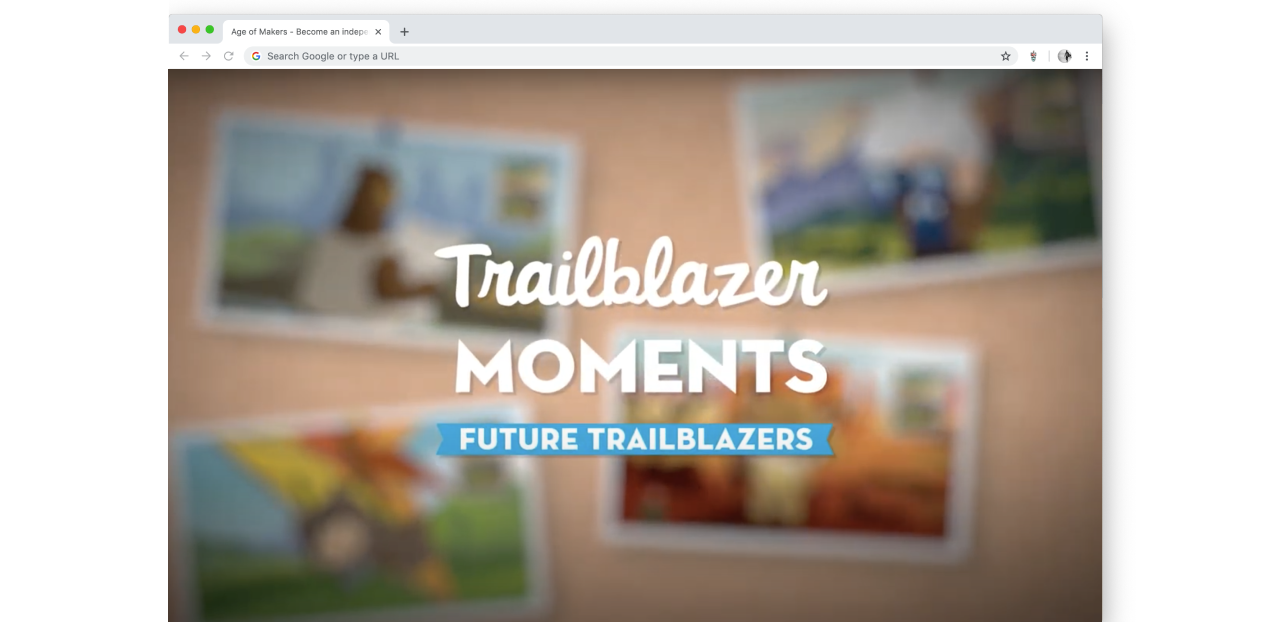 Age of Makers - Become an indepe
Search Google or type a URL
Trailblazer
MOMENTS
FUTURE TRAILBLAZERS